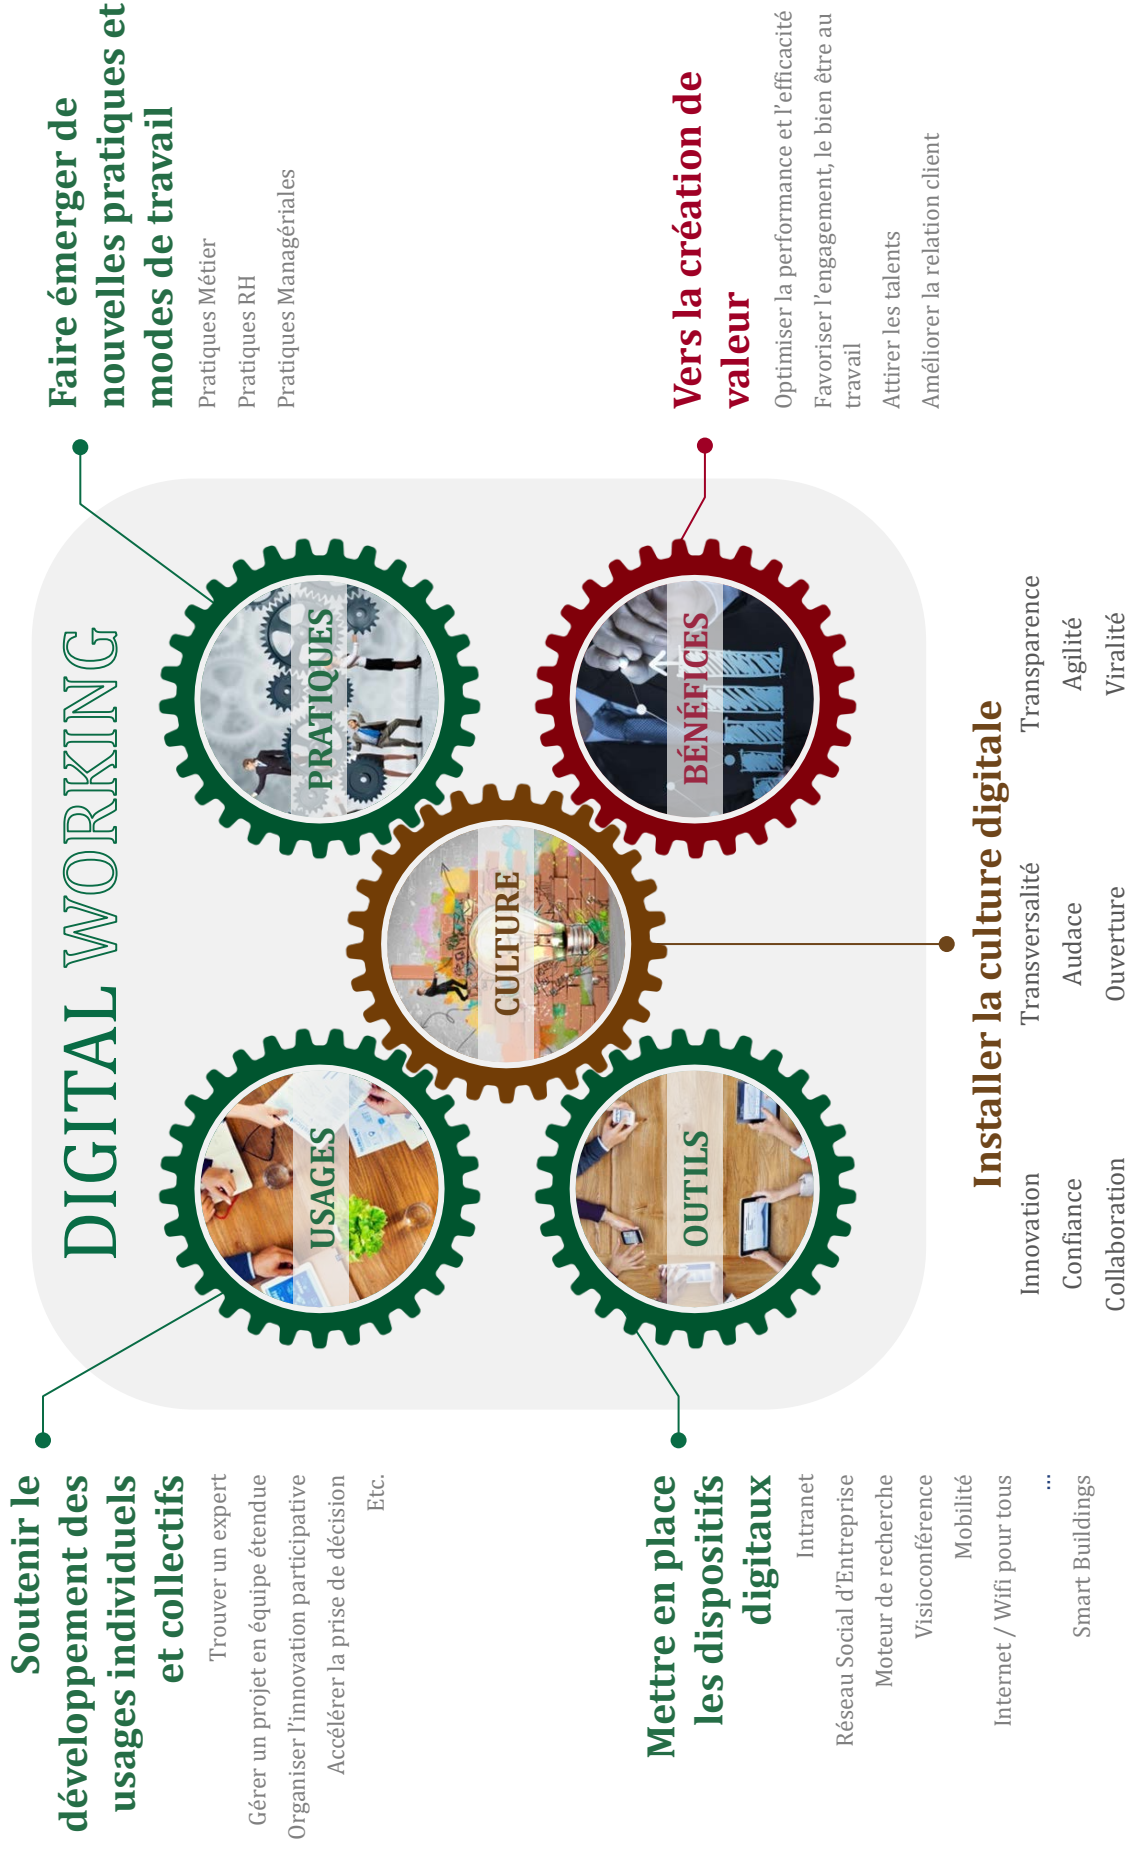 DIGITAL WORKING
Soutenir le
développement des
usages individuels
et collectifs
Trouver un expert
Gérer un projet en équipe étendue
Organiser l'innovation participative
Accélérer la prise de décision
Etc.
USAGES
PRATIQUES
Faire émerger de
nouvelles pratiques et
modes de travail
Pratiques Métier
Pratiques RH
Pratiques Managériales
CULTURE
Mettre en place
les dispositifs
digitaux
Intranet
Réseau Social d'Entreprise
Moteur de recherche
Visioconférence
Mobilité
Internet / Wifi pour tous
...
Smart Buildings
OUTILS
BÉNÉFICES
Vers la création de
valeur
Optimiser la performance et l'efficacité
Favoriser l'engagement, le bien être au
travail
Attirer les talents
Améliorer la relation client
Installer la culture digitale
Innovation Transversalité Transparence
Confiance Audace Agilité
Collaboration Ouverture Viralité